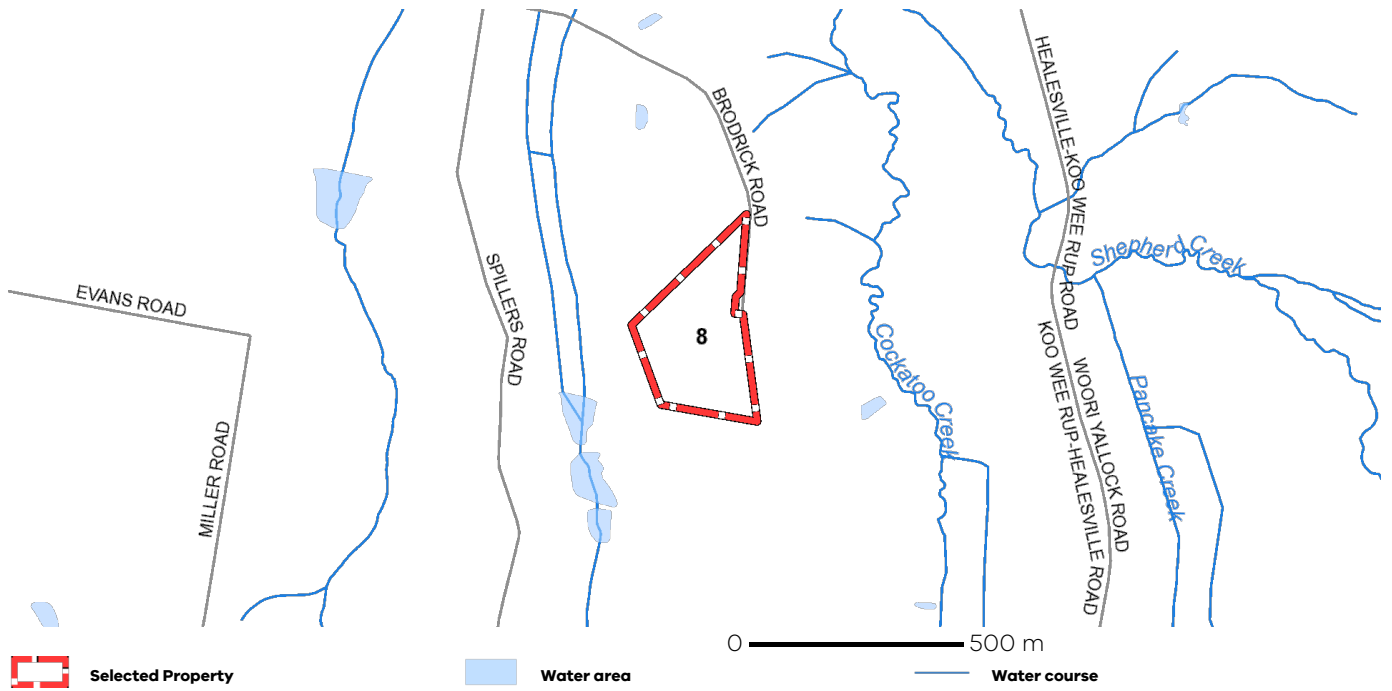 HEALESVILLE-KOO WEE RUP ROAD
BRODRICK ROAD
Shepherd Creek
SPILLERS ROAD
EVANS ROAD
8
Cockatoo Creek
KOO WEE RUP-HEALESVILLE ROAD
WOORI YALLOCK ROAD
Pancake Creek
MILLER ROAD
0 500 m
Selected Property
Water area
Water course